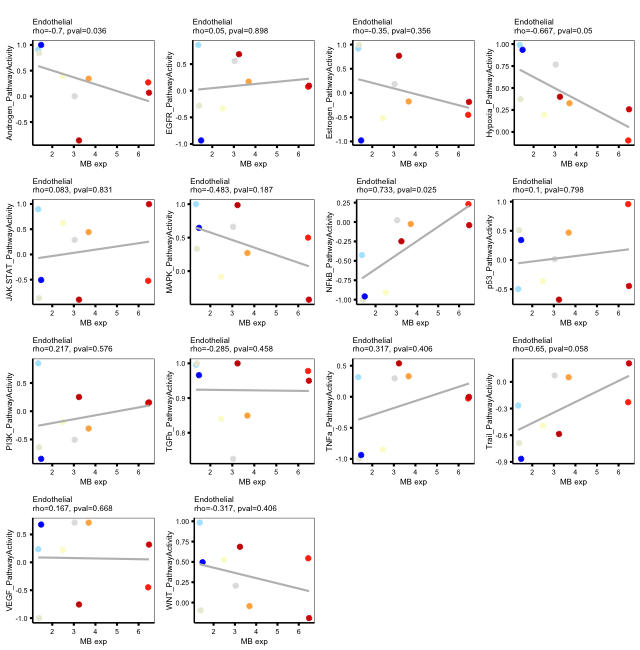 Endothelial
rho=-0.7, pval=0.036
Androgen_PathwayActivity
1.0
0.5
0.0
-0.5
2 3 4 5 6
MB exp
Endothelial
rho=0.05, pval=0.898
EGFR_PathwayActivity
1.0
0.5
0.0
-0.5
-1.0
2 3 4 5 6
MB exp
Endothelial
rho=-0.35, pval=0.356
Estrogen_PathwayActivity
1.0
0.5
0.0
-0.5
-1.0
2 3 4 5 6
MB exp
Endothelial
rho=-0.667, pval=0.05
Hypoxia_PathwayActivity
1.00
0.75
0.50
0.25
0.00
2 3 4 5 6
MB exp
Endothelial
rho=0.083, pval=0.831
JAK-STAT_PathwayActivity
1.0
0.5
0.0
-0.5
2 3 4 5 6
MB exp
Endothelial
rho=-0.483, pval=0.187
MAPK_PathwayActivity
1.0
0.5
0.0
2 3 4 5 6
MB exp
Endothelial
rho=0.733, pval=0.025
NFkB_PathwayActivity
0.25
0.00
-0.25
-0.50
-0.75
-1.00
2 3 4 5 6
MB exp
Endothelial
rho=0.1, pval=0.798
p53_PathwayActivity
1.0
0.5
0.0
-0.5
2 3 4 5 6
MB exp
Endothelial
rho=0.217, pval=0.576
PI3K_PathwayActivity
0.5
0.0
-0.5
2 3 4 5 6
MB exp
Endothelial
rho=-0.285, pval=0.458
TGFb_PathwayActivity
1.0
0.9
0.8
2 3 4 5 6
MB exp
Endothelial
rho=0.317, pval=0.406
TNFa_PathwayActivity
0.5
0.0
-0.5
-1.0
2 3 4 5 6
MB exp
Endothelial
rho=0.65, pval=0.058
Trail_PathwayActivity
0.0
-0.3
-0.6
-0.9
2 3 4 5 6
MB exp
Endothelial
rho=0.167, pval=0.668
VEGF_PathwayActivity
0.5
0.0
-0.5
-1.0
2 3 4 5 6
MB exp
Endothelial
rho=-0.317, pval=0.406
WNT_PathwayActivity
1.00
0.75
0.50
0.25
0.00
2 3 4 5 6
MB exp